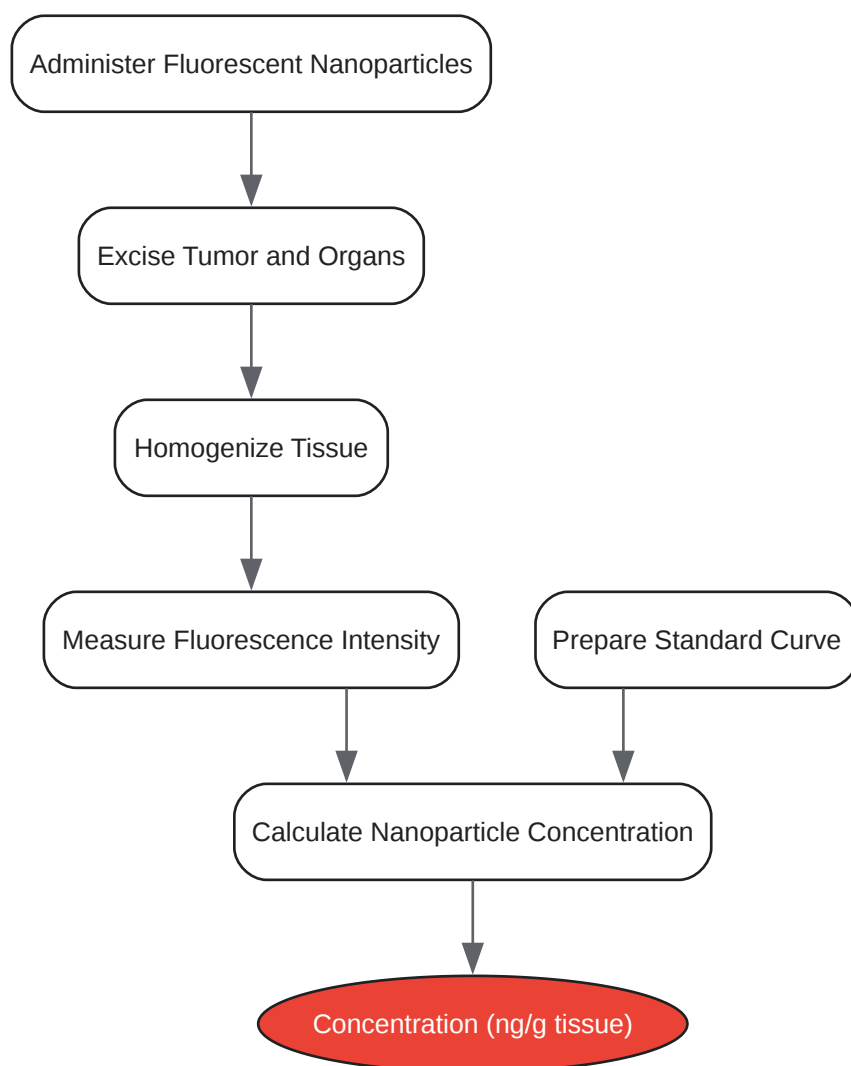 Administer Fluorescent Nanoparticles
Excise Tumor and Organs
Homogenize Tissue
Measure Fluorescence Intensity
Prepare Standard Curve
Calculate Nanoparticle Concentration
Concentration (ng/g tissue)